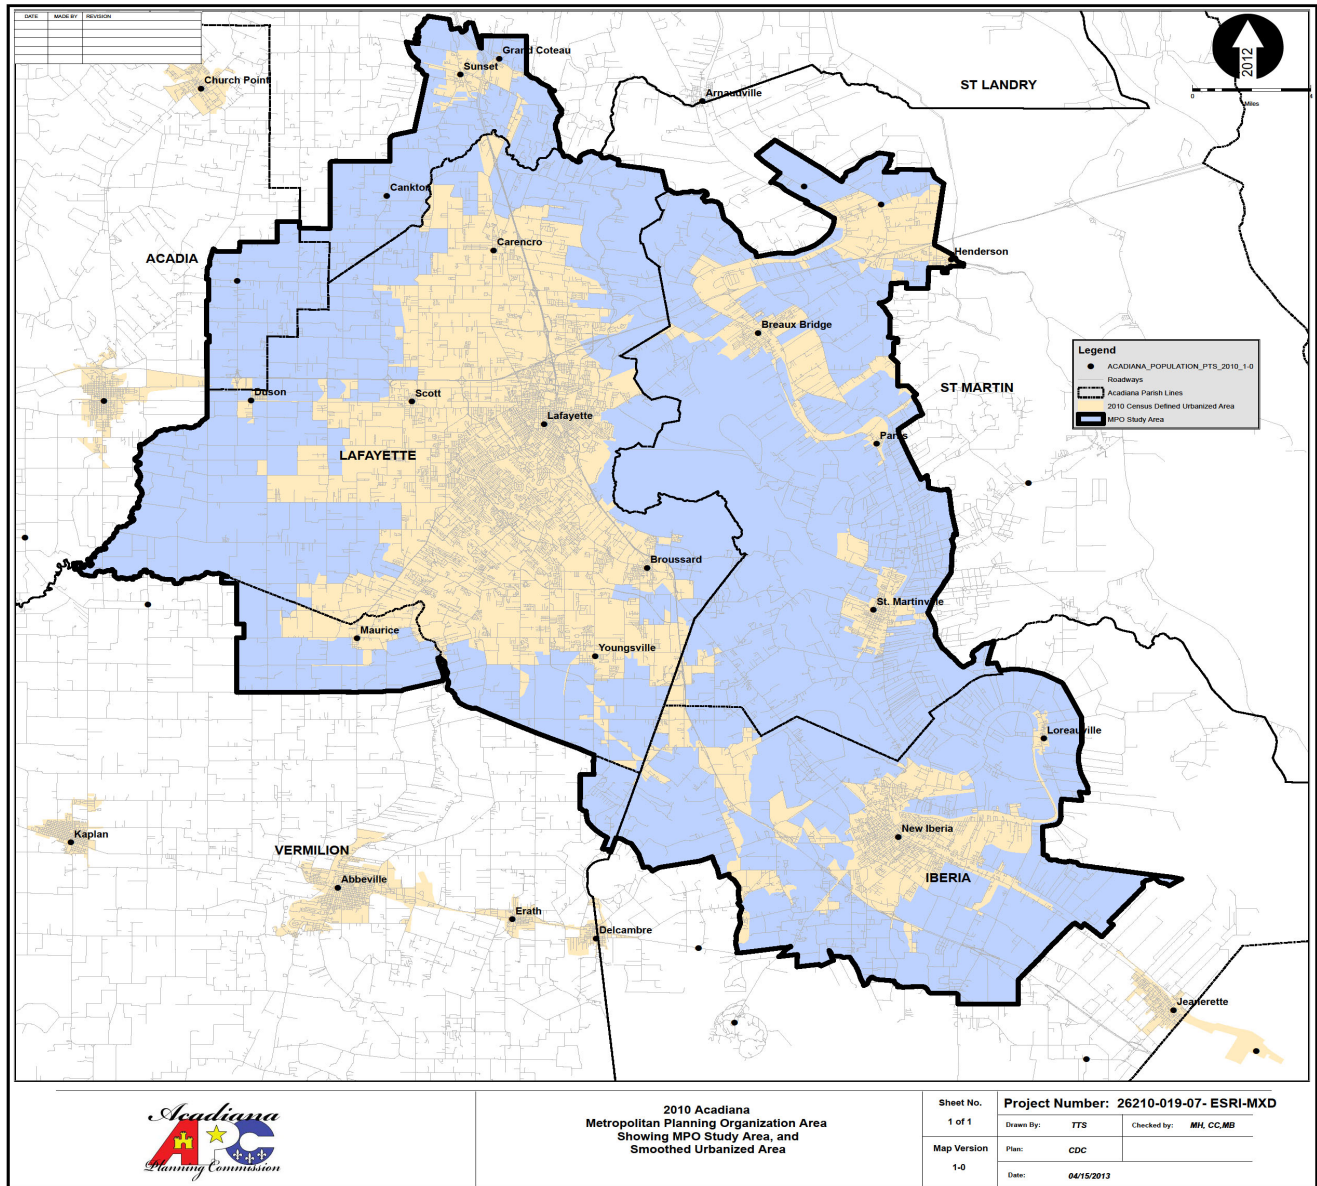 DATE MADE BY REVISION
Grand Coteau
Sunset
Church Point
Arnaudville
ST LANDRY
2012
0 4
Miles
Cankton
Carencro
Henderson
ACADIA
Breaux Bridge
Legend
ACADIANA_POPULATION_PTS_2010_1-0
Roadways
Acadiana Parish Lines
2010 Census Defined Urbanized Area
MPO Study Area
ST MARTIN
Duson
Scott
Lafayette
Parks
LAFAYETTE
Broussard
St. Martinville
Maurice
Youngsville
Loreauville
Kaplan
New Iberia
VERMILION
Abbeville
IBERIA
Erath
Delcambre
Jeanerette
Acadiana
APC
Planning Commission
2010 Acadiana
Metropolitan Planning Organization Area
Showing MPO Study Area, and
Smoothed Urbanized Area
Sheet No.
1 of 1
Map Version
1-0
Project Number: 26210-019-07- ESRI-MXD
Drawn By: TTS Checked by: MH, CC,MB
Plan: CDC
Date: 04/15/2013